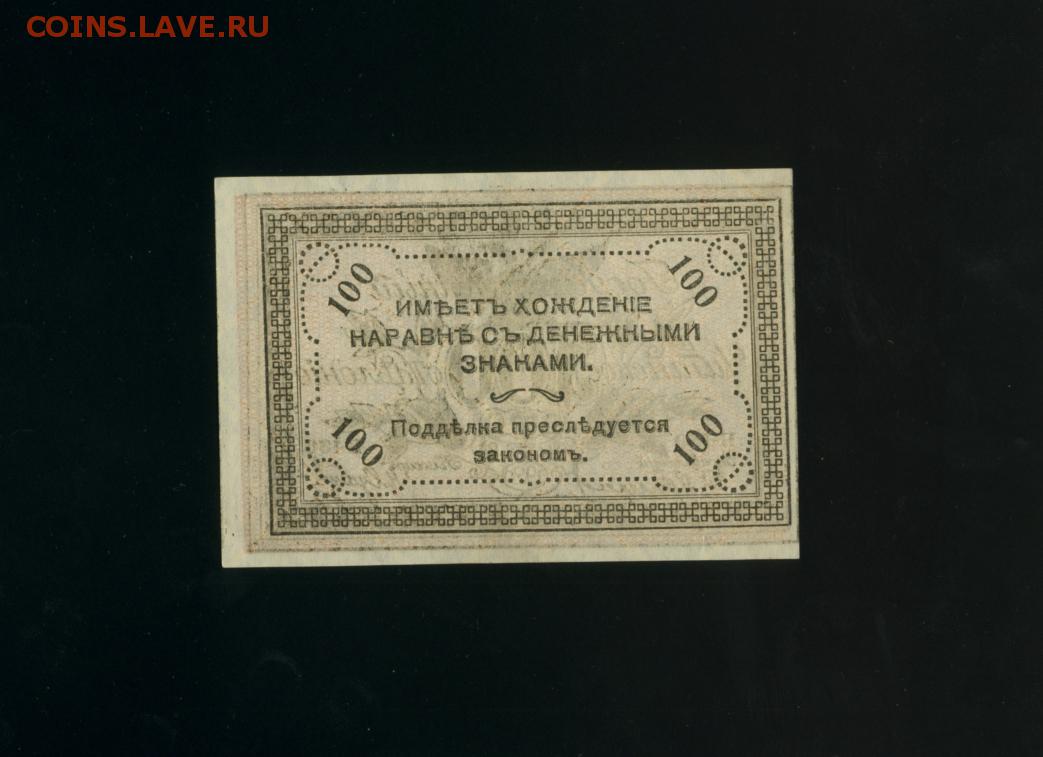 COINS.LAVE.RU
100
100
ИМѢЕТЪ ХОЖДЕНІЕ
НАРАВНѢ СЪ ДЕНЕЖНЫМИ
ЗНАКАМИ.
100
100
Поддѣлка преслѣдуется
закономъ.